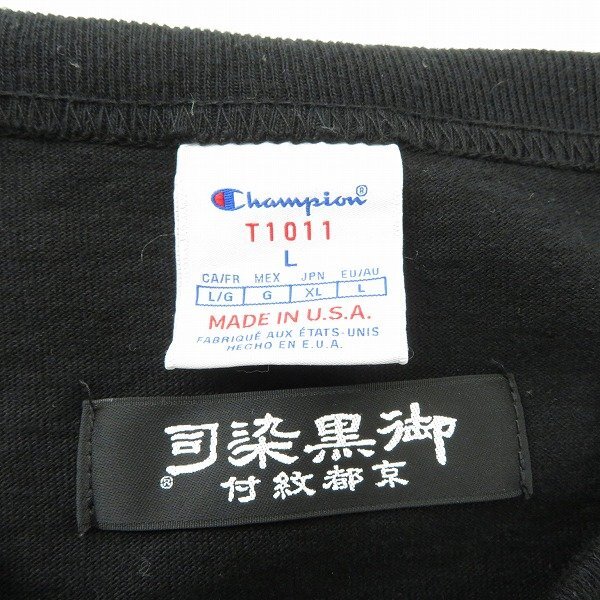 Champion®
T1011
L
CA/FR MEX JPN EU/AU
L/G G XL L
MADE IN U.S.A.
FABRIQUÉ AUX ÉTATS-UNIS
HECHO EN E.U.A.
御黒染司
京都紋付
®